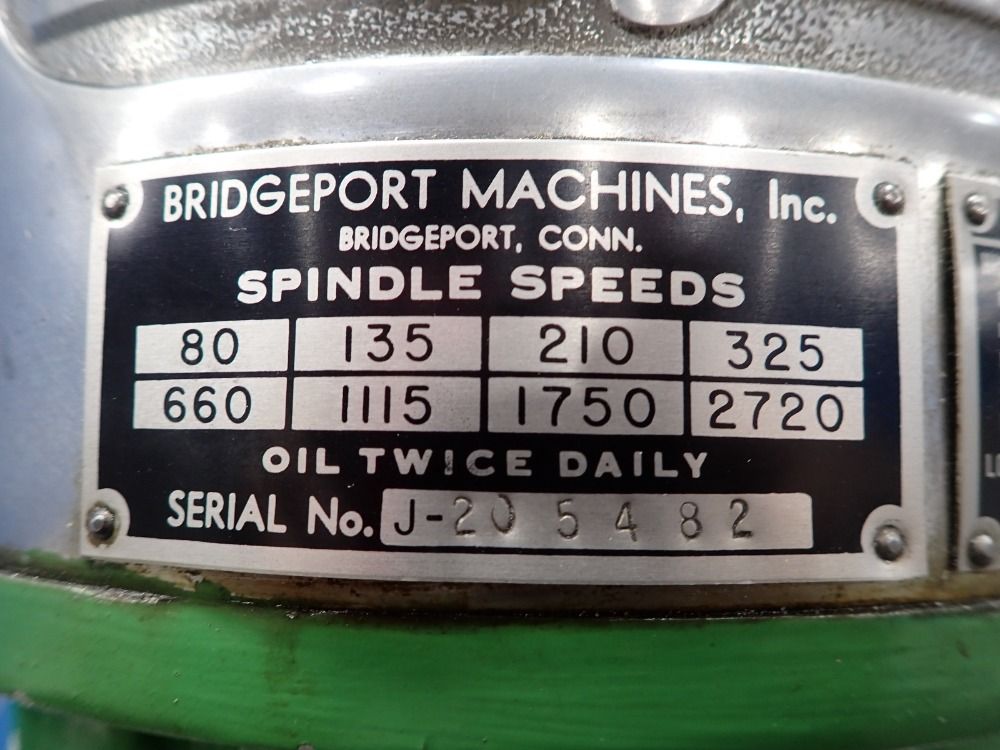 BRIDGEPORT MACHINES, Inc.
BRIDGEPORT, CONN.
SPINDLE SPEEDS
80 135 210 325
660 1115 1750 2720
OIL TWICE DAILY
SERIAL No. J-205482